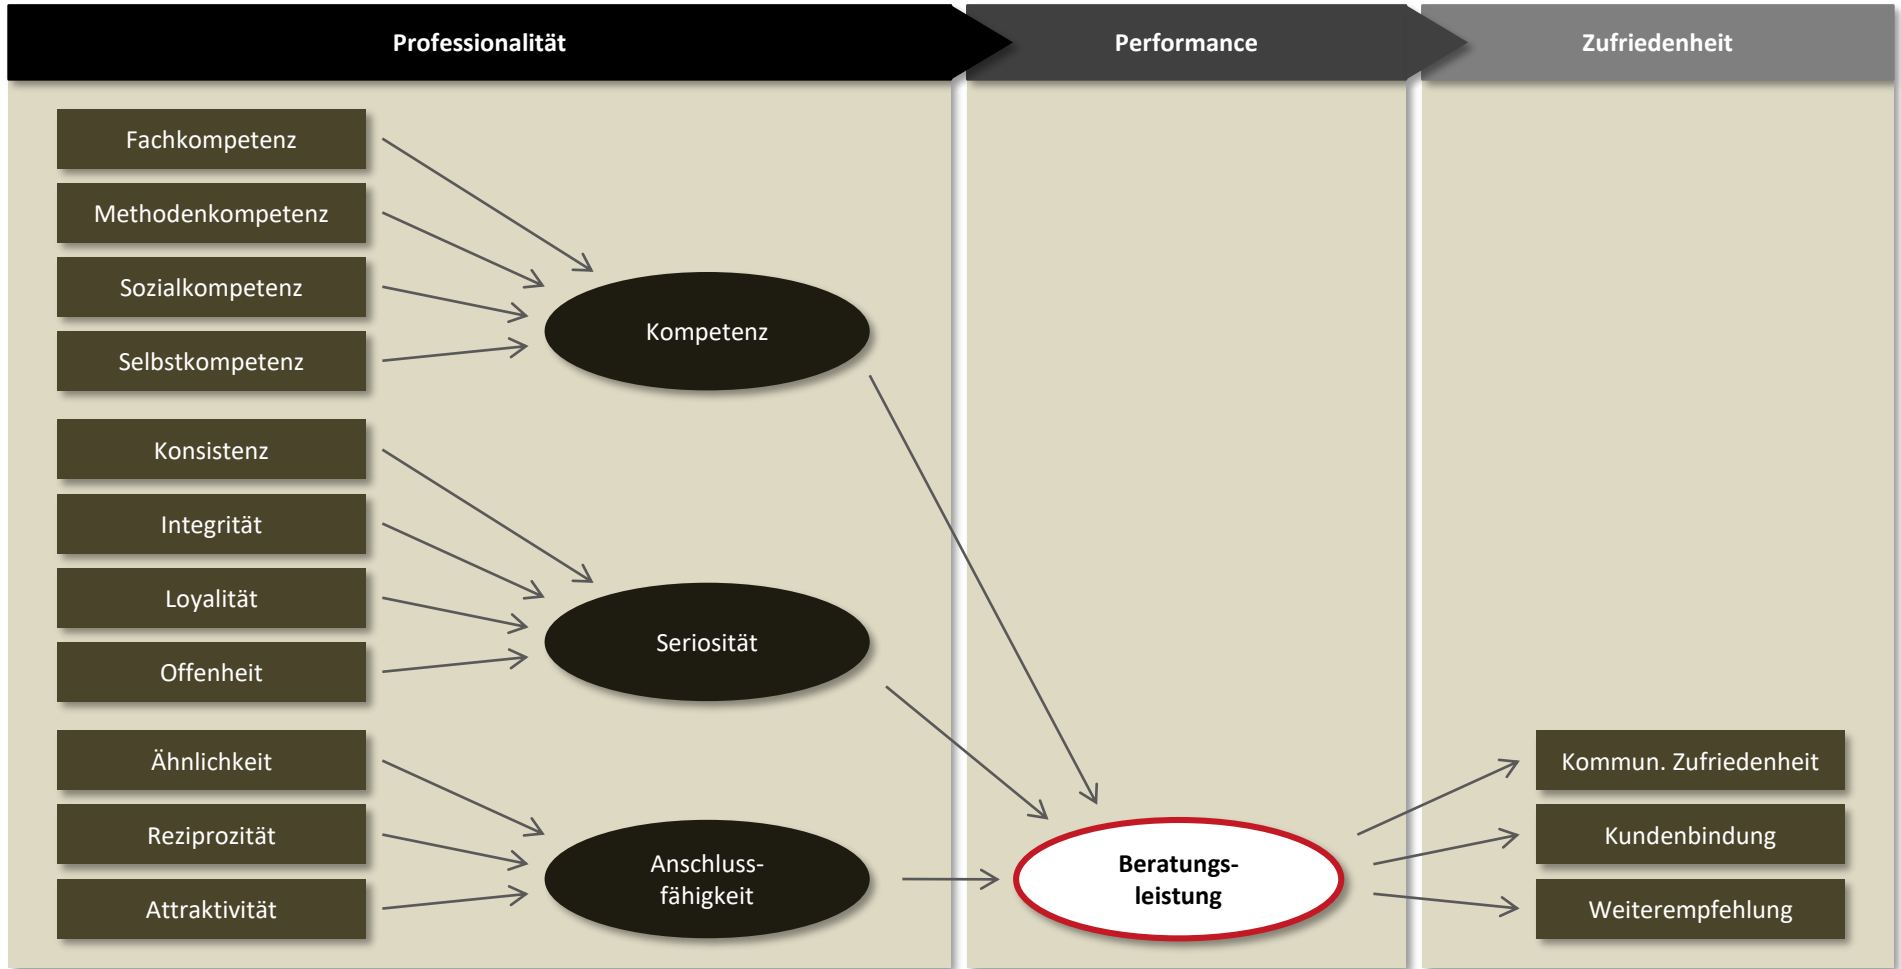 Professionalität
Performance
Zufriedenheit
Fachkompetenz
Methodenkompetenz
Sozialkompetenz
Selbstkompetenz
Kompetenz
Konsistenz
Integrität
Loyalität
Offenheit
Seriosität
Ähnlichkeit
Reziprozität
Attraktivität
Anschluss-
fähigkeit
Beratungs-
leistung
Kommun. Zufriedenheit
Kundenbindung
Weiterempfehlung